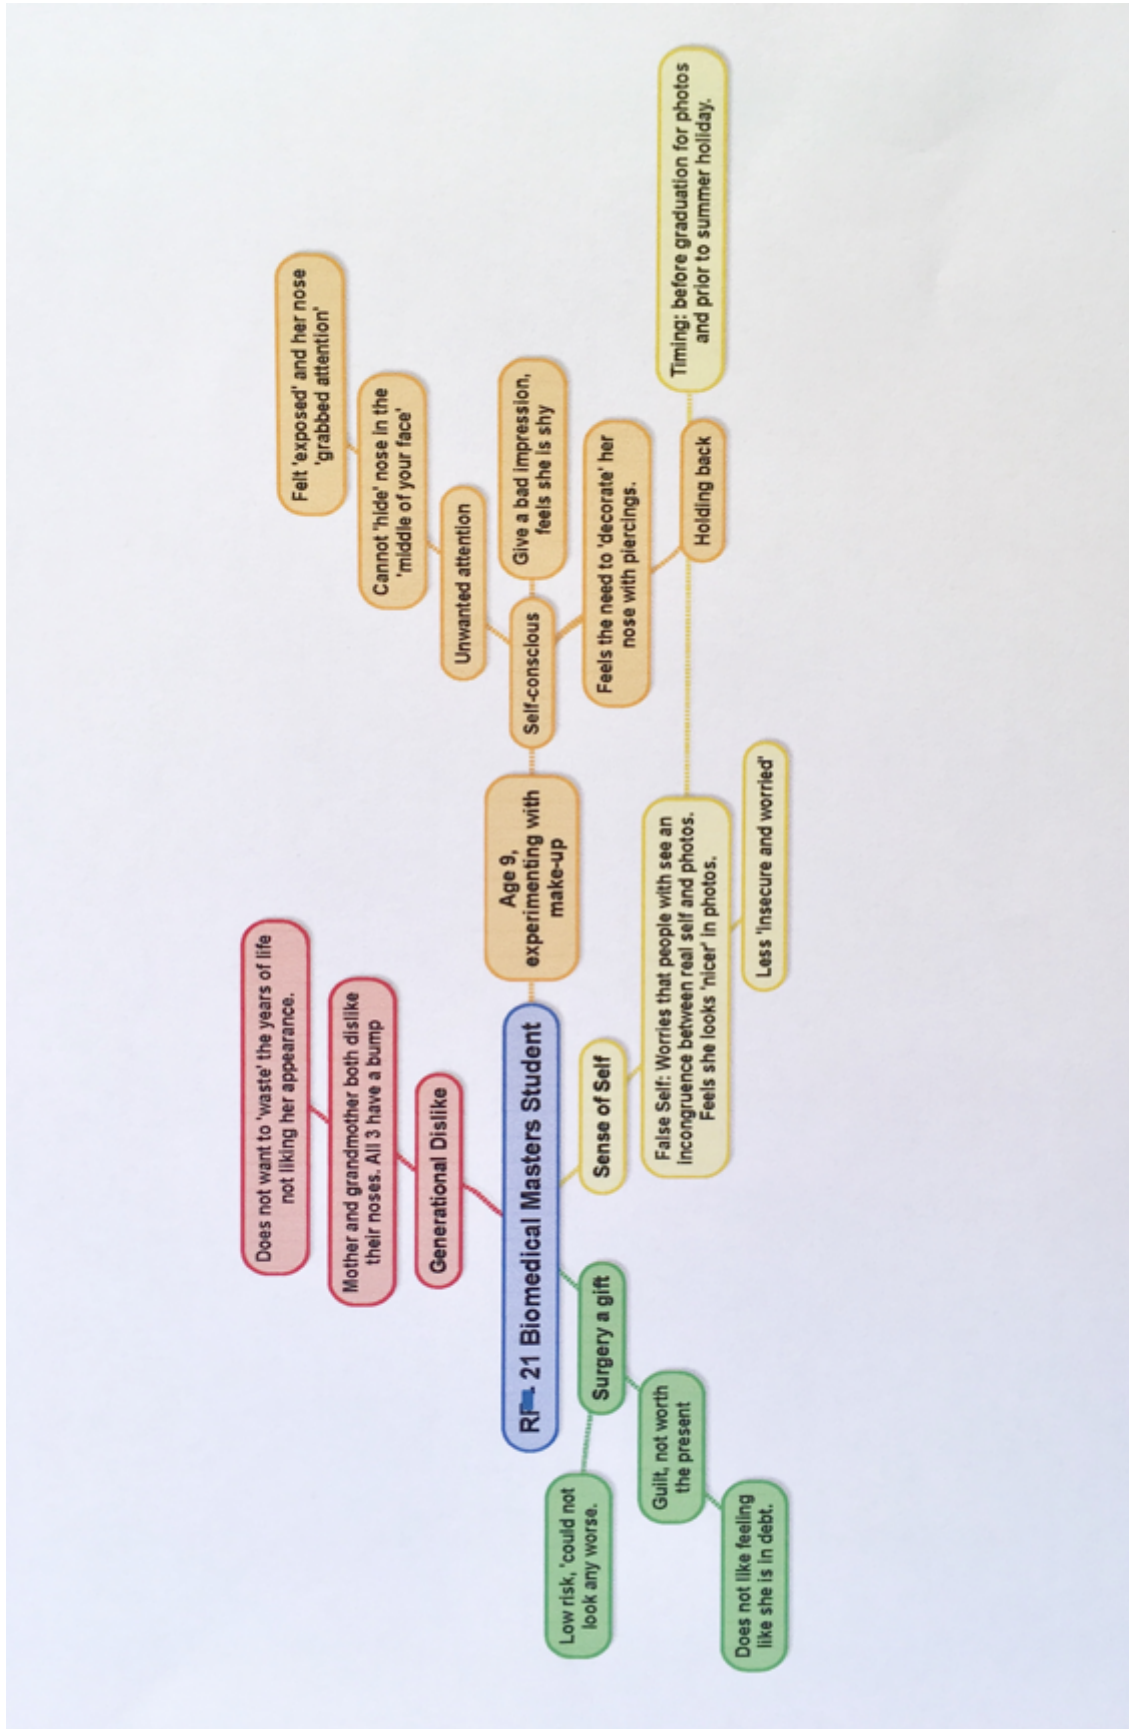 Does not want to 'waste' the years of life
not liking her appearance.
Mother and grandmother both dislike
their noses. All 3 have a bump
Generational Dislike
RF - 21 Biomedical Masters Student
Age 9,
experimenting with
make-up
Self-conscious
Unwanted attention
Cannot 'hide' nose in the
'middle of your face'
Felt 'exposed' and her nose
'grabbed attention'
Give a bad impression,
feels she is shy
Feels the need to 'decorate' her
nose with piercings.
Holding back
Timing: before graduation for photos
and prior to summer holiday.
Sense of Self
False Self: Worries that people with see an
incongruence between real self and photos.
Feels she looks 'nicer' in photos.
Less 'insecure and worried'
Surgery a gift
Low risk, 'could not
look any worse.
Guilt, not worth
the present
Does not like feeling
like she is in debt.